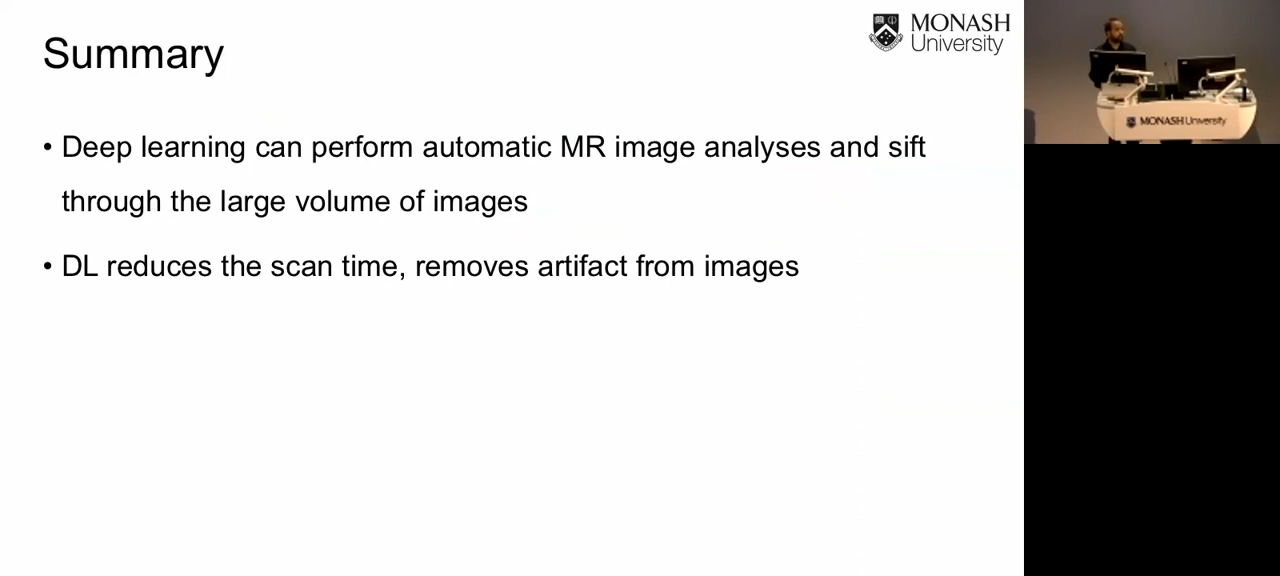 MONASH
University
Summary
• Deep learning can perform automatic MR image analyses and sift
through the large volume of images
• DL reduces the scan time, removes artifact from images
MONASH University